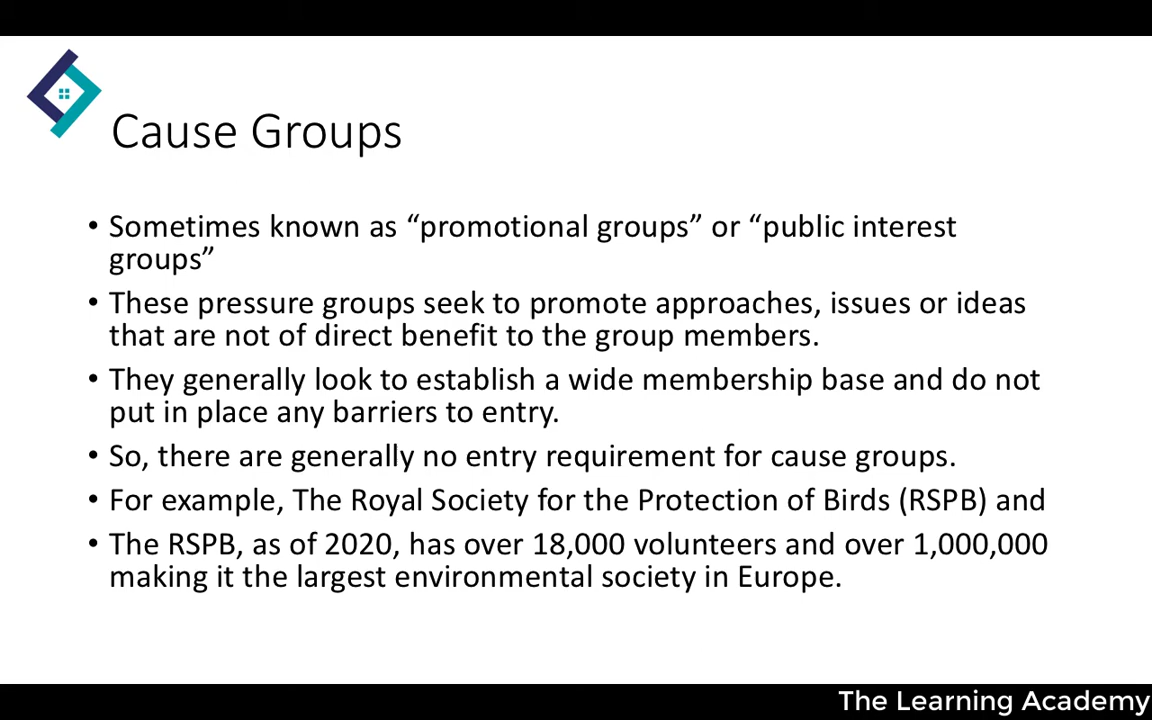 Cause Groups
• Sometimes known as “promotional groups” or “public interest
groups”
• These pressure groups seek to promote approaches, issues or ideas
that are not of direct benefit to the group members.
• They generally look to establish a wide membership base and do not
put in place any barriers to entry.
• So, there are generally no entry requirement for cause groups.
• For example, The Royal Society for the Protection of Birds (RSPB) and
• The RSPB, as of 2020, has over 18,000 volunteers and over 1,000,000
making it the largest environmental society in Europe.
The Learning Academy